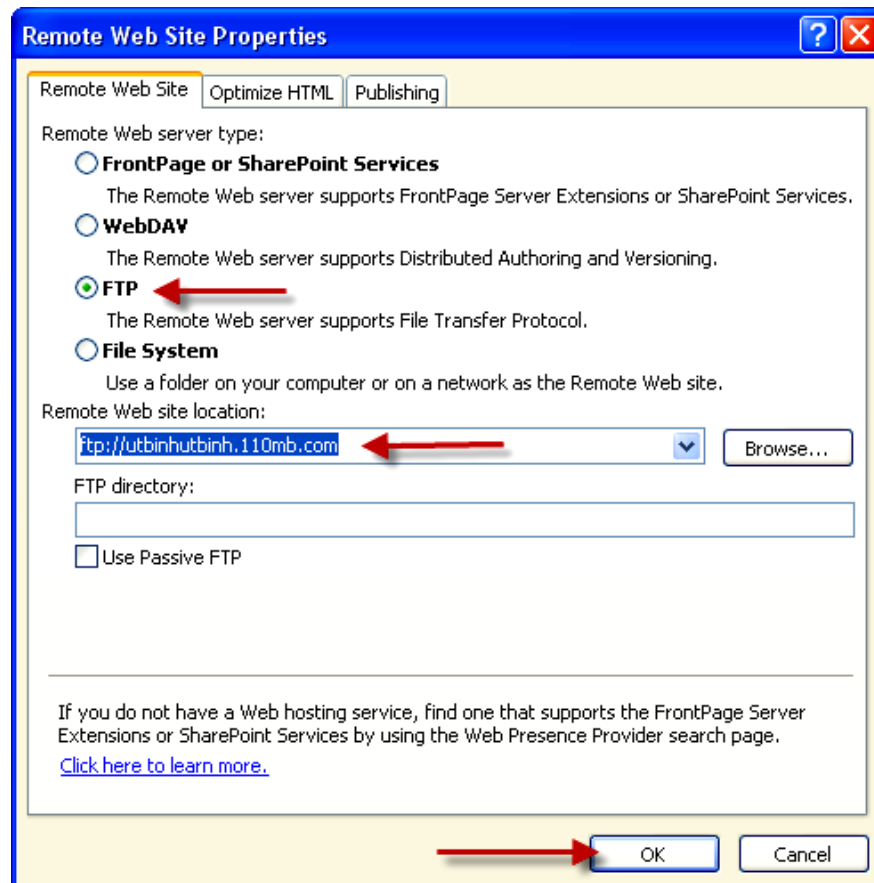 Remote Web Site Properties
Remote Web Site Optimize HTML Publishing
Remote Web server type:
FrontPage or SharePoint Services
The Remote Web server supports FrontPage Server Extensions or SharePoint Services.
WebDAV
The Remote Web server supports Distributed Authoring and Versioning.
FTP
The Remote Web server supports File Transfer Protocol.
File System
Use a folder on your computer or on a network as the Remote Web site.
Remote Web site location:
ftp://utbinhutbinh.110mb.com Browse...
FTP directory:
Use Passive FTP
If you do not have a Web hosting service, find one that supports the FrontPage Server
Extensions or SharePoint Services by using the Web Presence Provider search page.
Click here to learn more.
OK Cancel